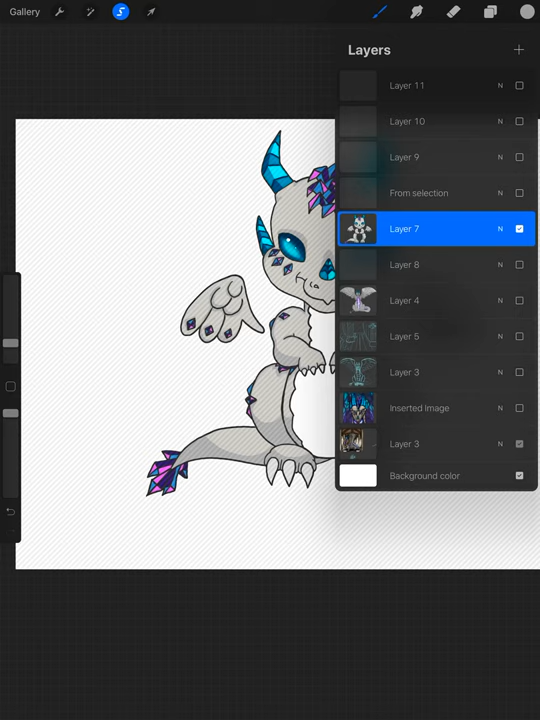 Gallery
Layers
Layer 11 N
Layer 10 N
Layer 9 N
From selection N
Layer 7 N
Layer 8 N
Layer 4 N
Layer 5 N
Layer 3 N
Inserted Image N
Layer 3 N
Background color